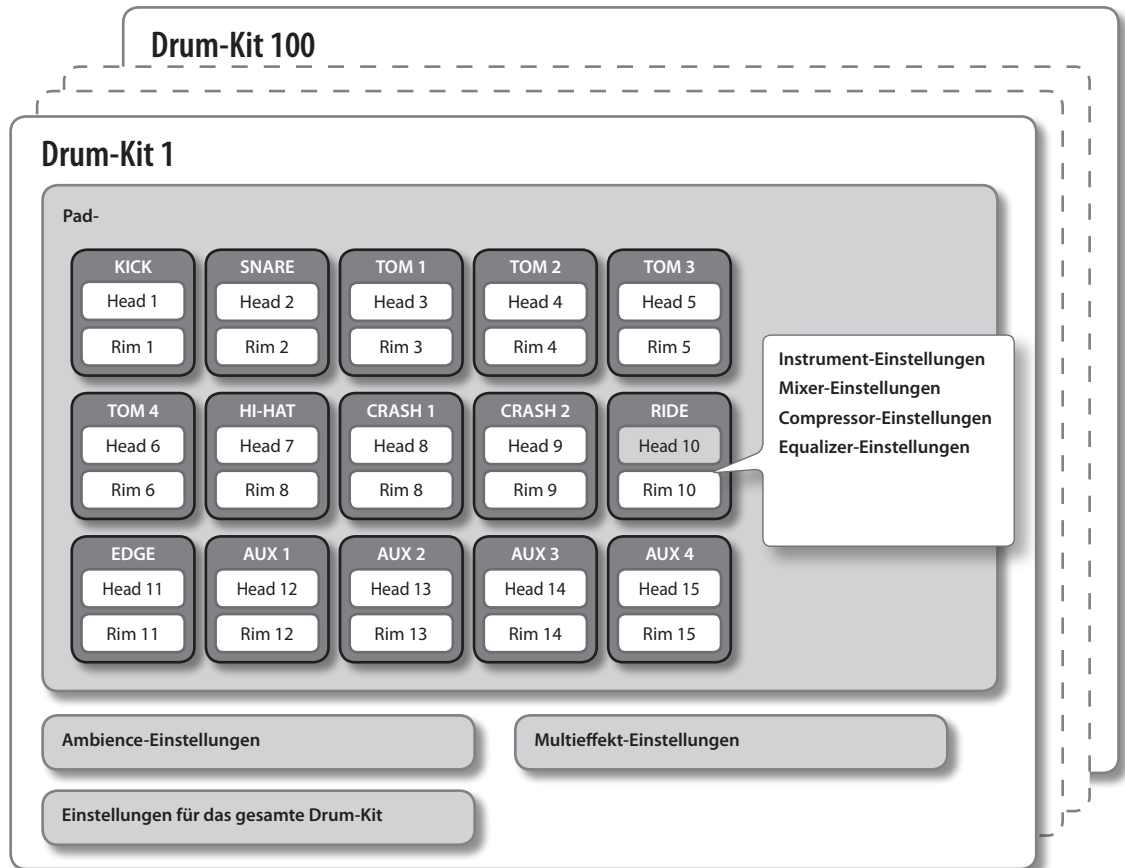 Drum-Kit 100
Drum-Kit 1
Pad-
KICK SNARE TOM 1 TOM 2 TOM 3
Head 1 Head 2 Head 3 Head 4 Head 5
Rim 1 Rim 2 Rim 3 Rim 4 Rim 5
Instrument-Einstellungen
Mixer-Einstellungen
Compressor-Einstellungen
Equalizer-Einstellungen
TOM 4 HI-HAT CRASH 1 CRASH 2 RIDE
Head 6 Head 7 Head 8 Head 9 Head 10
Rim 6 Rim 8 Rim 8 Rim 9 Rim 10
EDGE AUX 1 AUX 2 AUX 3 AUX 4
Head 11 Head 12 Head 13 Head 14 Head 15
Rim 11 Rim 12 Rim 13 Rim 14 Rim 15
Ambience-Einstellungen
Multieffekt-Einstellungen
Einstellungen für das gesamte Drum-Kit